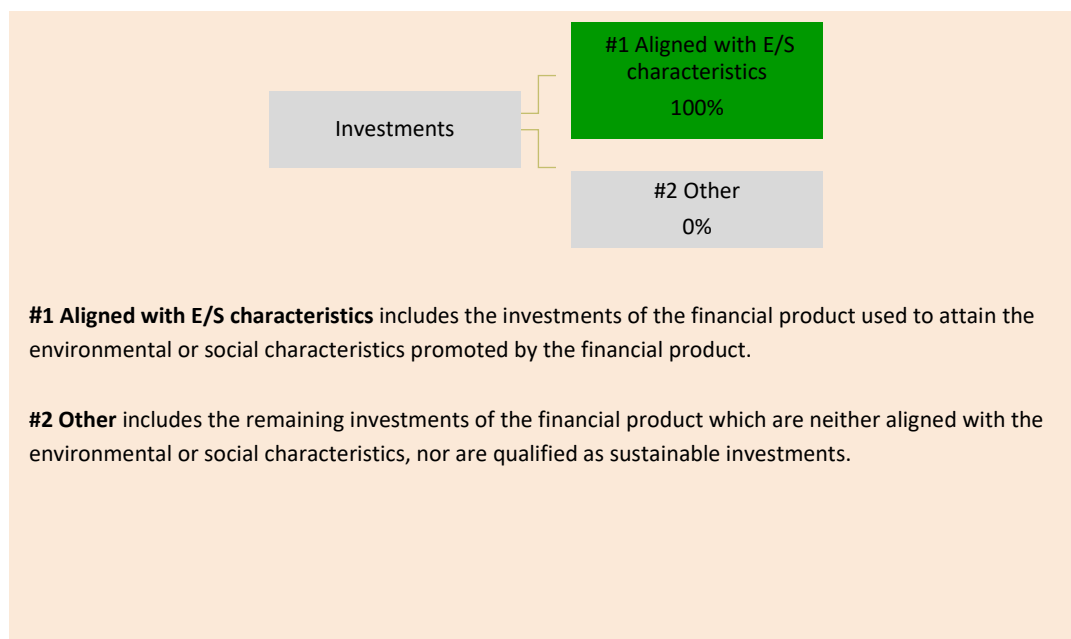 #1 Aligned with E/S
characteristics
100%
Investments
#2 Other
0%
#1 Aligned with E/S characteristics includes the investments of the financial product used to attain the
environmental or social characteristics promoted by the financial product.
#2 Other includes the remaining investments of the financial product which are neither aligned with the
environmental or social characteristics, nor are qualified as sustainable investments.